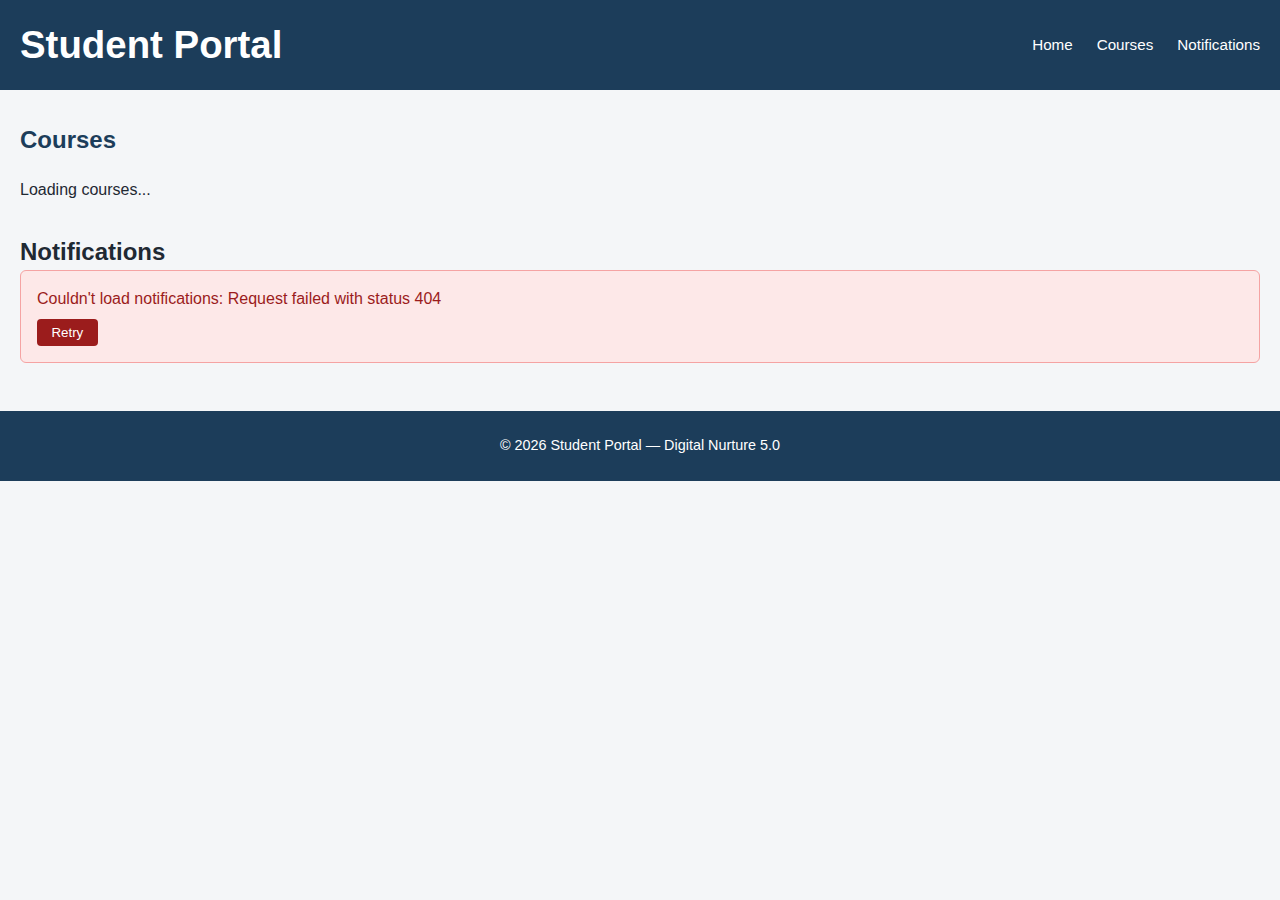 Student Portal
Home Courses Notifications
Courses
Loading courses...
Notifications
Couldn't load notifications: Request failed with status 404
Retry
© 2026 Student Portal — Digital Nurture 5.0